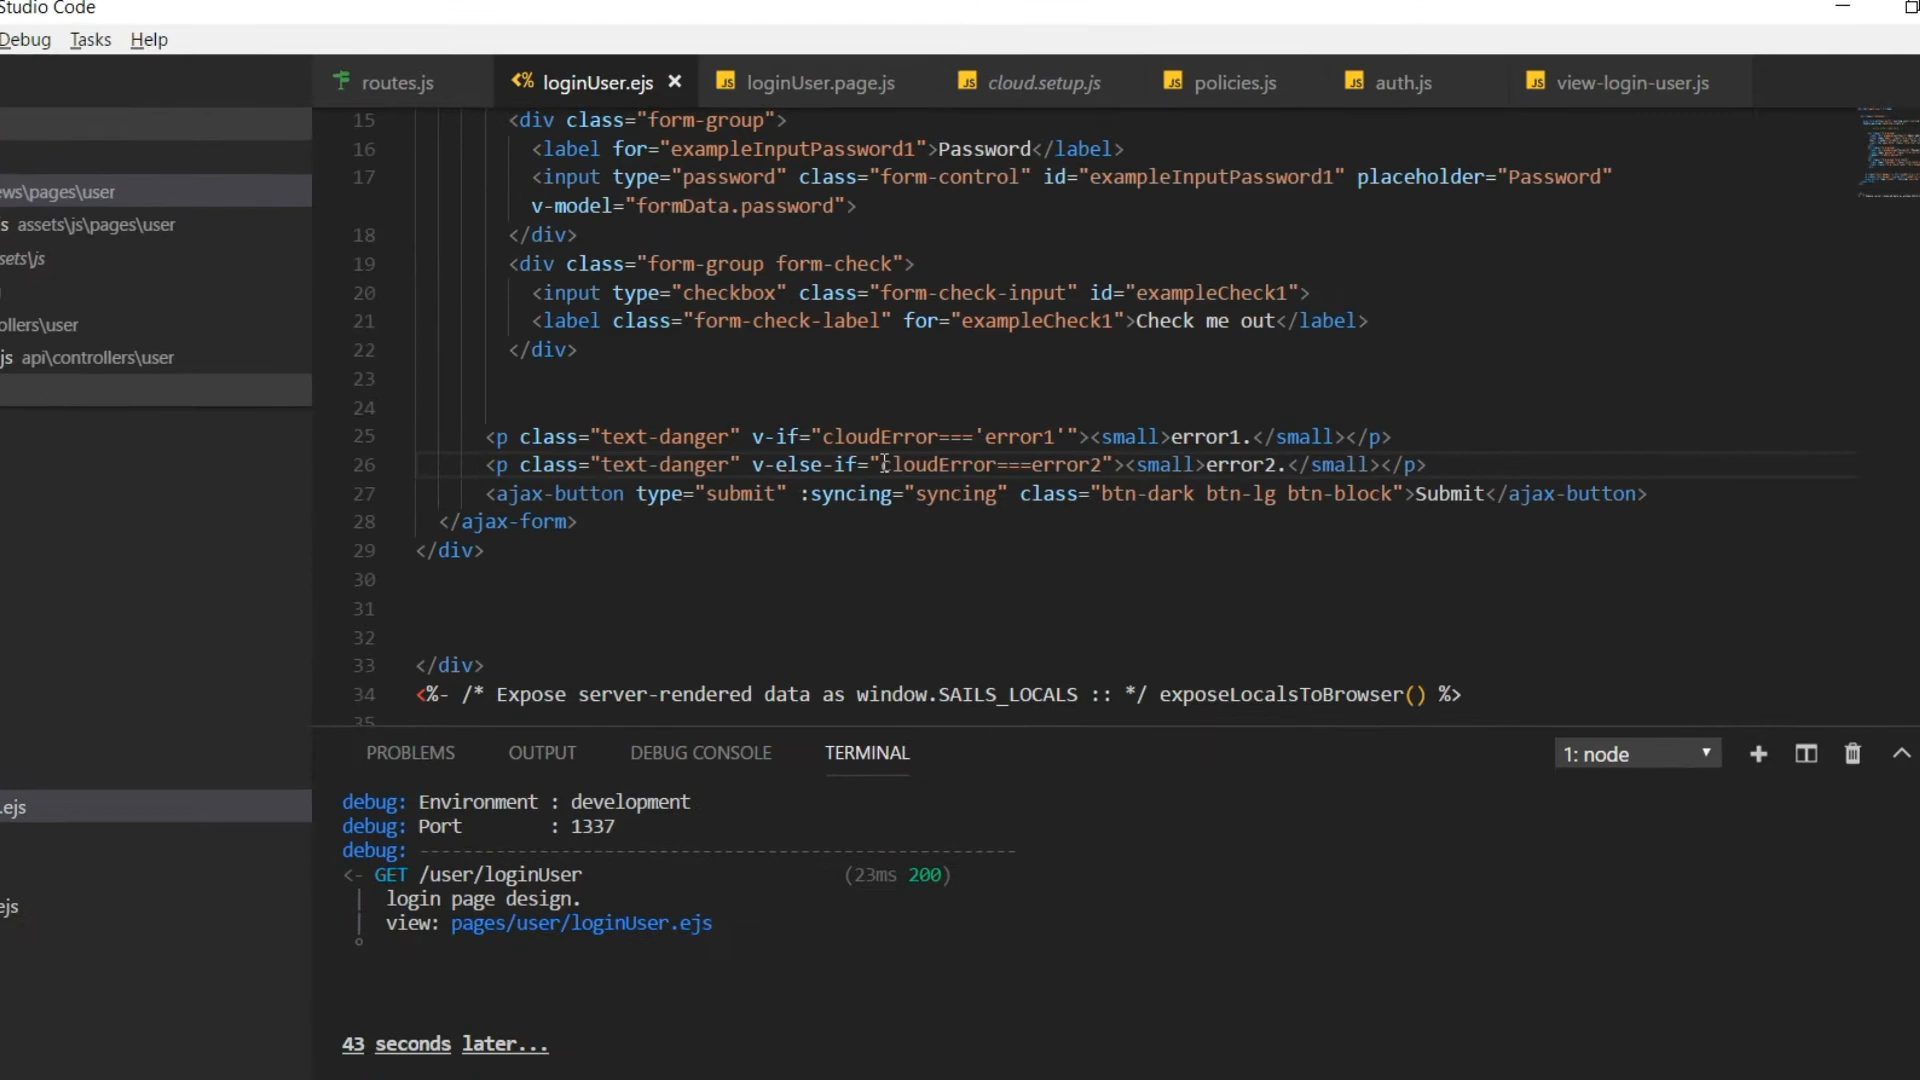 Studio Code
Debug Tasks Help
routes.js loginUser.ejs × loginUser.page.js cloud.setup.js policies.js auth.js view-login-user.js
15 <div class="form-group">
16 <label for="exampleInputPassword1">Password</label>
ews\pages\user
17 <input type="password" class="form-control" id="exampleInputPassword1" placeholder="Password"
v-model="formData.password">
s assets\js\pages\user
18 </div>
sets\js
19 <div class="form-group form-check">
20 <input type="checkbox" class="form-check-input" id="exampleCheck1">
ollers\user
21 <label class="form-check-label" for="exampleCheck1">Check me out</label>
js api\controllers\user
22 </div>
23
24
25 <p class="text-danger" v-if="cloudError==='error1'"><small>error1.</small></p>
26 <p class="text-danger" v-else-if="cloudError===error2"><small>error2.</small></p>
27 <ajax-button type="submit" :syncing="syncing" class="btn-dark btn-lg btn-block">Submit</ajax-button>
28 </ajax-form>
29 </div>
30
31
32
33 </div>
34 <%- /* Expose server-rendered data as window.SAILS_LOCALS :: */ exposeLocalsToBrowser() %>
35
PROBLEMS OUTPUT DEBUG CONSOLE TERMINAL 1: node
.ejs
debug: Environment : development
debug: Port : 1337
debug: -------------------------------------------------------
<- GET /user/loginUser (23ms 200)
| login page design.
ejs
| view: pages/user/loginUser.ejs
°
43 seconds later...